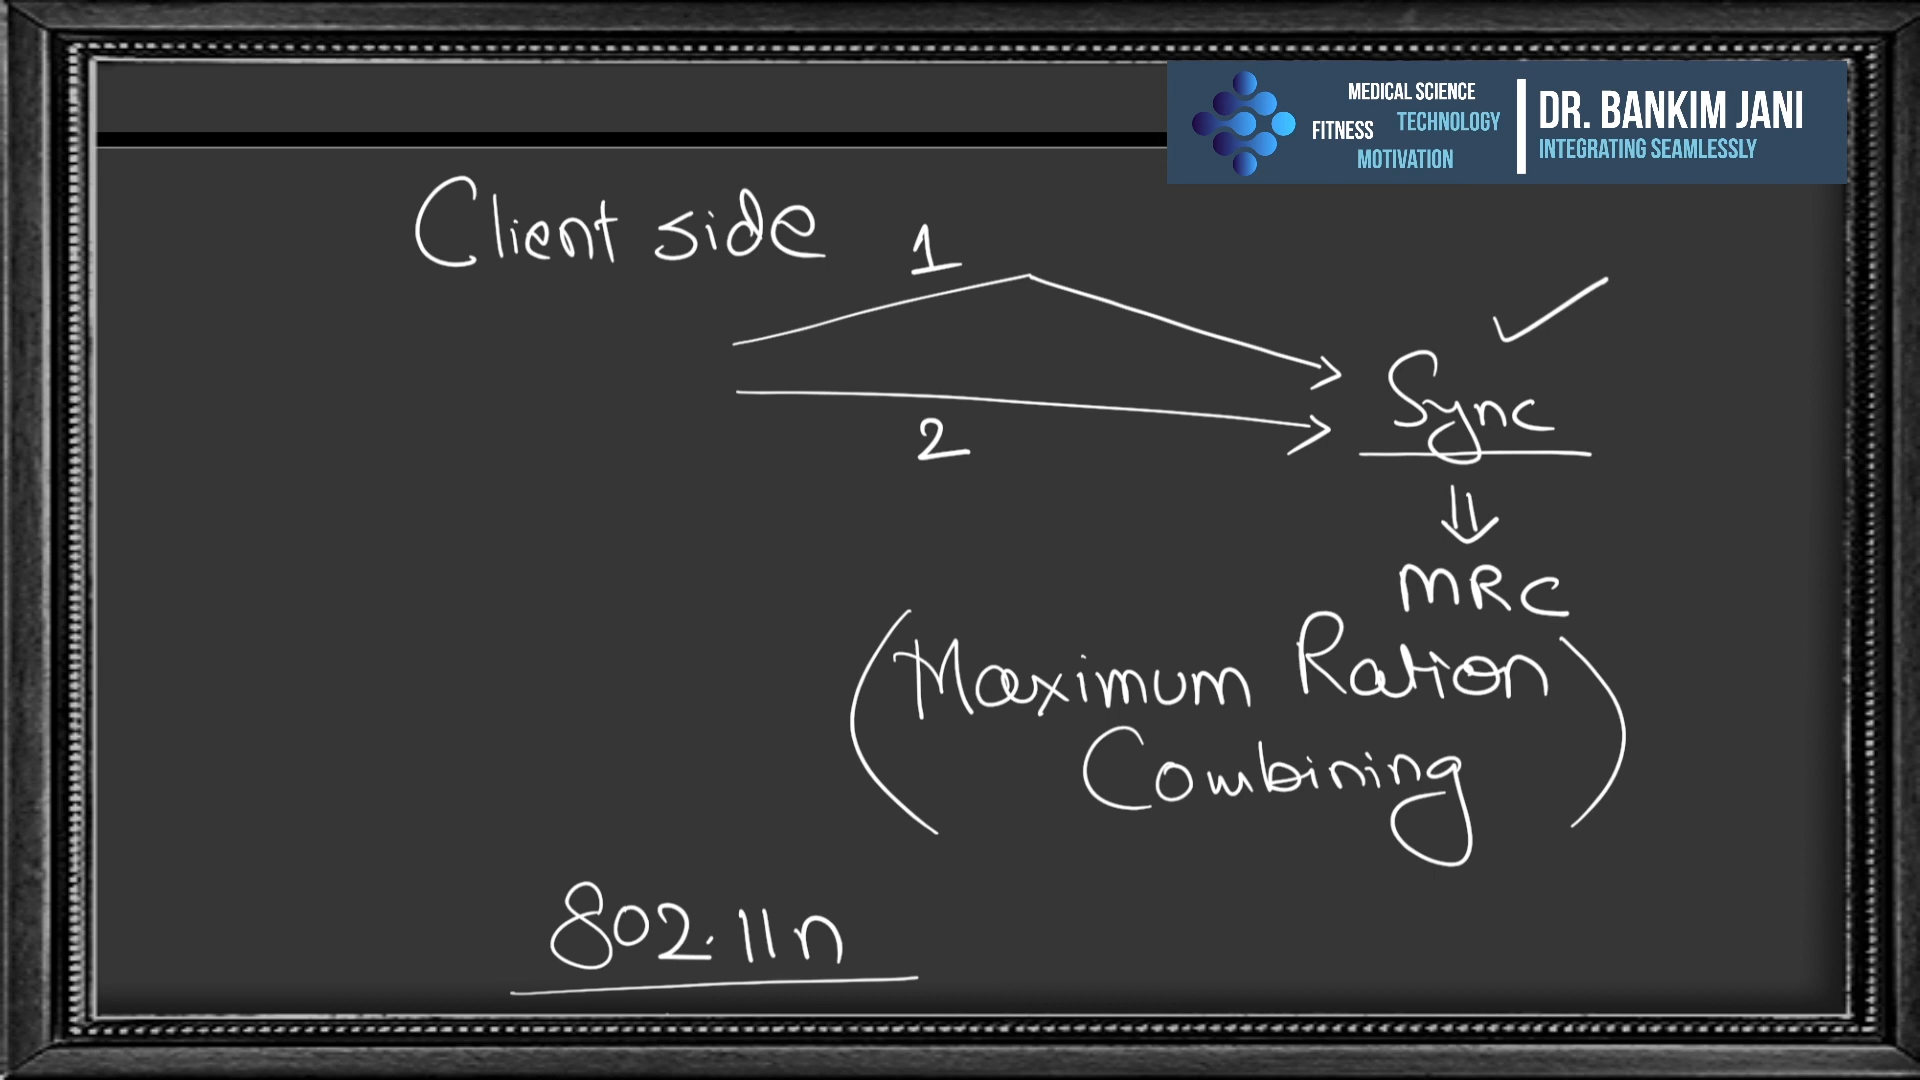 MEDICAL SCIENCE
FITNESS TECHNOLOGY
MOTIVATION
DR. BANKIM JANI
INTEGRATING SEAMLESSLY
Client side
1
2
Sync
MRC
(Maximum Ration
Combining)
802.11n